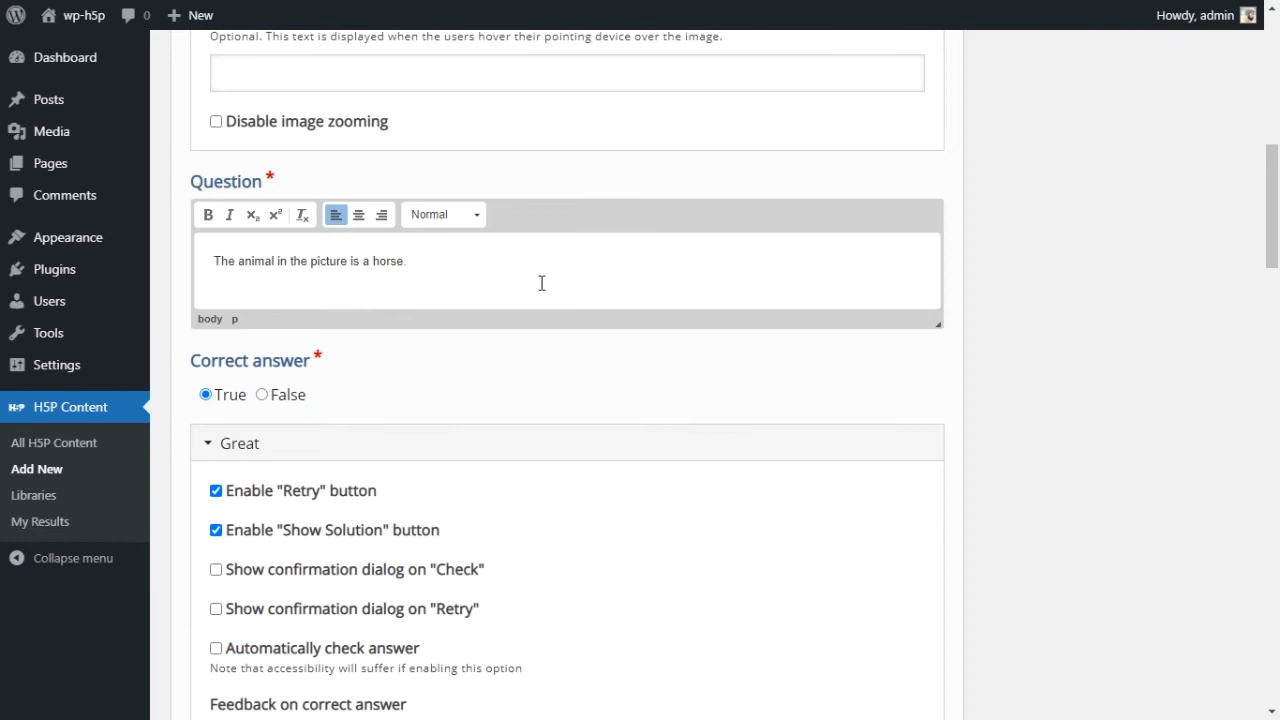 wp-h5p 0 New Howdy, admin
Dashboard
Posts
Media
Pages
Comments
Appearance
Plugins
Users
Tools
Settings
H5P H5P Content
All H5P Content
Add New
Libraries
My Results
Collapse menu
Optional. This text is displayed when the users hover their pointing device over the image.
Disable image zooming
Question *
B I x₂ x² Tx Normal
The animal in the picture is a horse.
body p
Correct answer *
True False
Great
Enable "Retry" button
Enable "Show Solution" button
Show confirmation dialog on "Check"
Show confirmation dialog on "Retry"
Automatically check answer
Note that accessibility will suffer if enabling this option
Feedback on correct answer